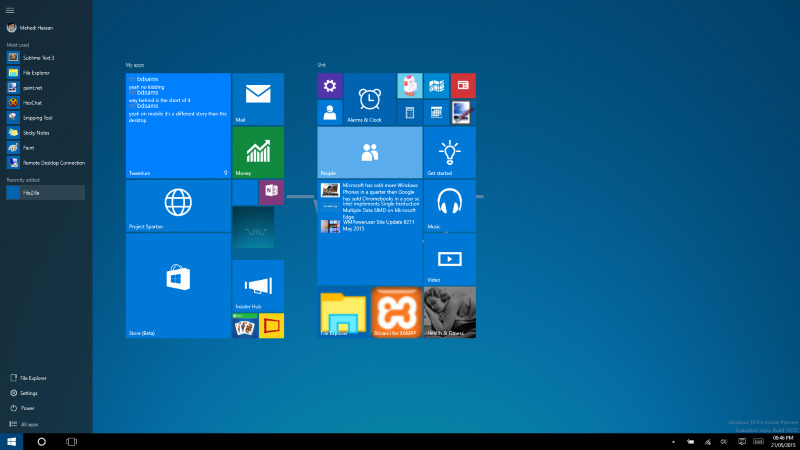 Mehedi Hassan
Most used
Sublime Text 3
File Explorer
paint.net
HexChat
Snipping Tool
Sticky Notes
Paint
Remote Desktop Connection
Recently added
FileZilla
File Explorer
Settings
Power
All apps
My apps
bdsams
yeah no kidding
bdsams
way behind is the short of it
bdsams
yeah on mobile it's a different story than the
desktop
Tweetium 9
Mail
Money
Project Spartan
Store (Beta)
Insider Hub
Shit
Alarms & Clock
People
Get started
Microsoft has sold more Windows
Phones in a quarter than Google
has sold Chromebooks in a year so
Intel implements Single Instruction
Multiple Data SIMD on Microsoft
Edge
WMPoweruser Site Update 8211
May 2015
Music
Video
File Explorer
Bitnami for XAMPP
Health & Fitness
Windows 10 Pro Insider Preview
08:46 PM
21/05/2015